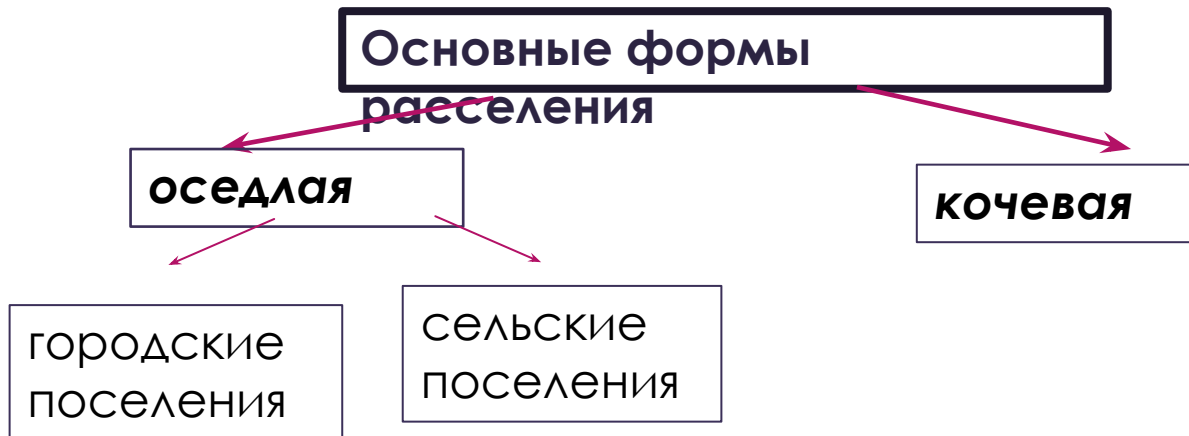 Основные формы
расселения
оседлая
кочевая
городские
поселения
сельские
поселения